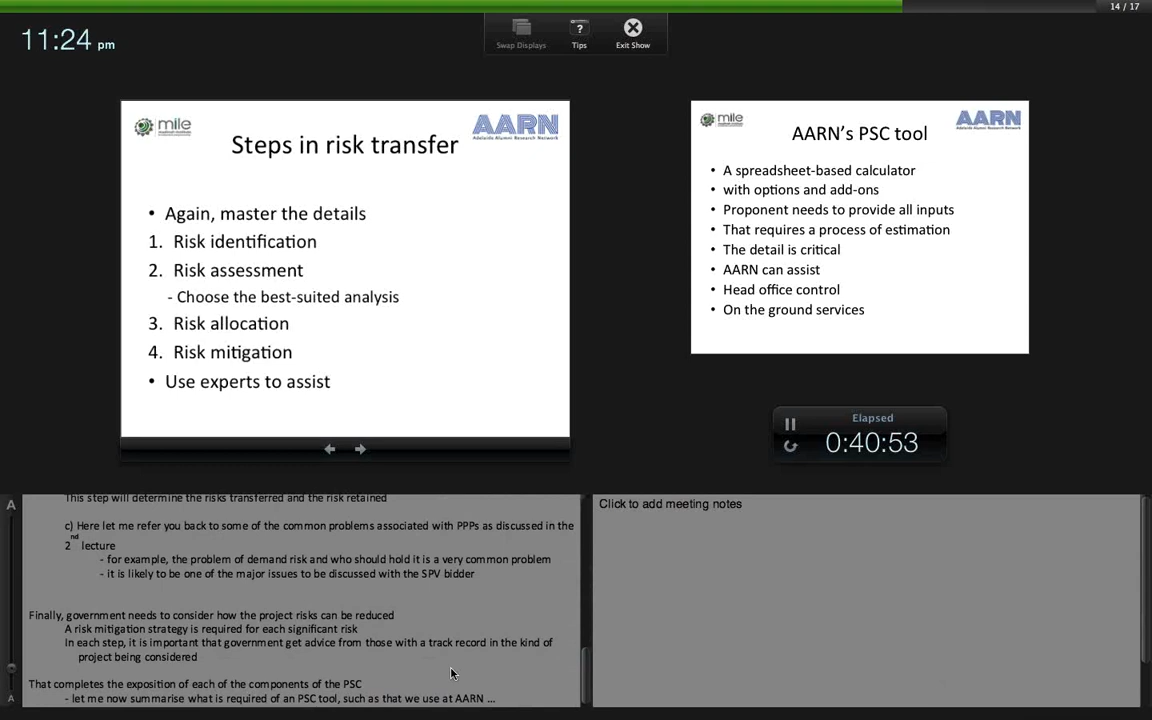 14 / 17
11:24 pm
Swap Displays
Tips
Exit Show
mile
AARN
Adelaide Alumni Research Network
Steps in risk transfer
• Again, master the details
1. Risk identification
2. Risk assessment
- Choose the best-suited analysis
3. Risk allocation
4. Risk mitigation
• Use experts to assist
mile
AARN
Adelaide Alumni Research Network
AARN's PSC tool
• A spreadsheet-based calculator
• with options and add-ons
• Proponent needs to provide all inputs
• That requires a process of estimation
• The detail is critical
• AARN can assist
• Head office control
• On the ground services
Elapsed
0:40:53
A
A
This step will determine the risks transferred and the risk retained
c) Here let me refer you back to some of the common problems associated with PPPs as discussed in the
2nd lecture
- for example, the problem of demand risk and who should hold it is a very common problem
- it is likely to be one of the major issues to be discussed with the SPV bidder
Finally, government needs to consider how the project risks can be reduced
A risk mitigation strategy is required for each significant risk
In each step, it is important that government get advice from those with a track record in the kind of
project being considered
That completes the exposition of each of the components of the PSC
- let me now summarise what is required of an PSC tool, such as that we use at AARN ...
Click to add meeting notes